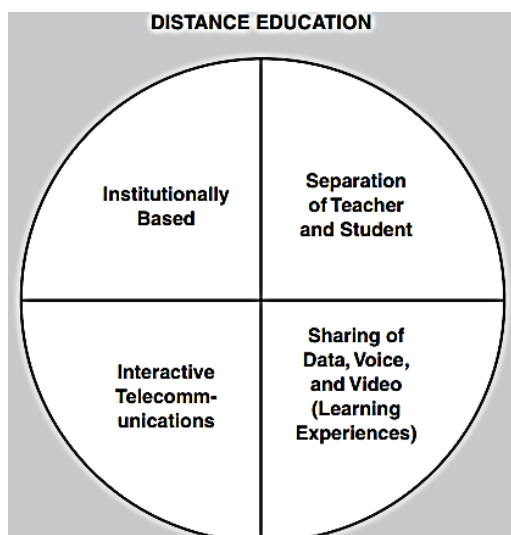 DISTANCE EDUCATION
Institutionally
Based
Separation
of Teacher
and Student
Interactive
Telecomm-
unications
Sharing of
Data, Voice,
and Video
(Learning
Experiences)